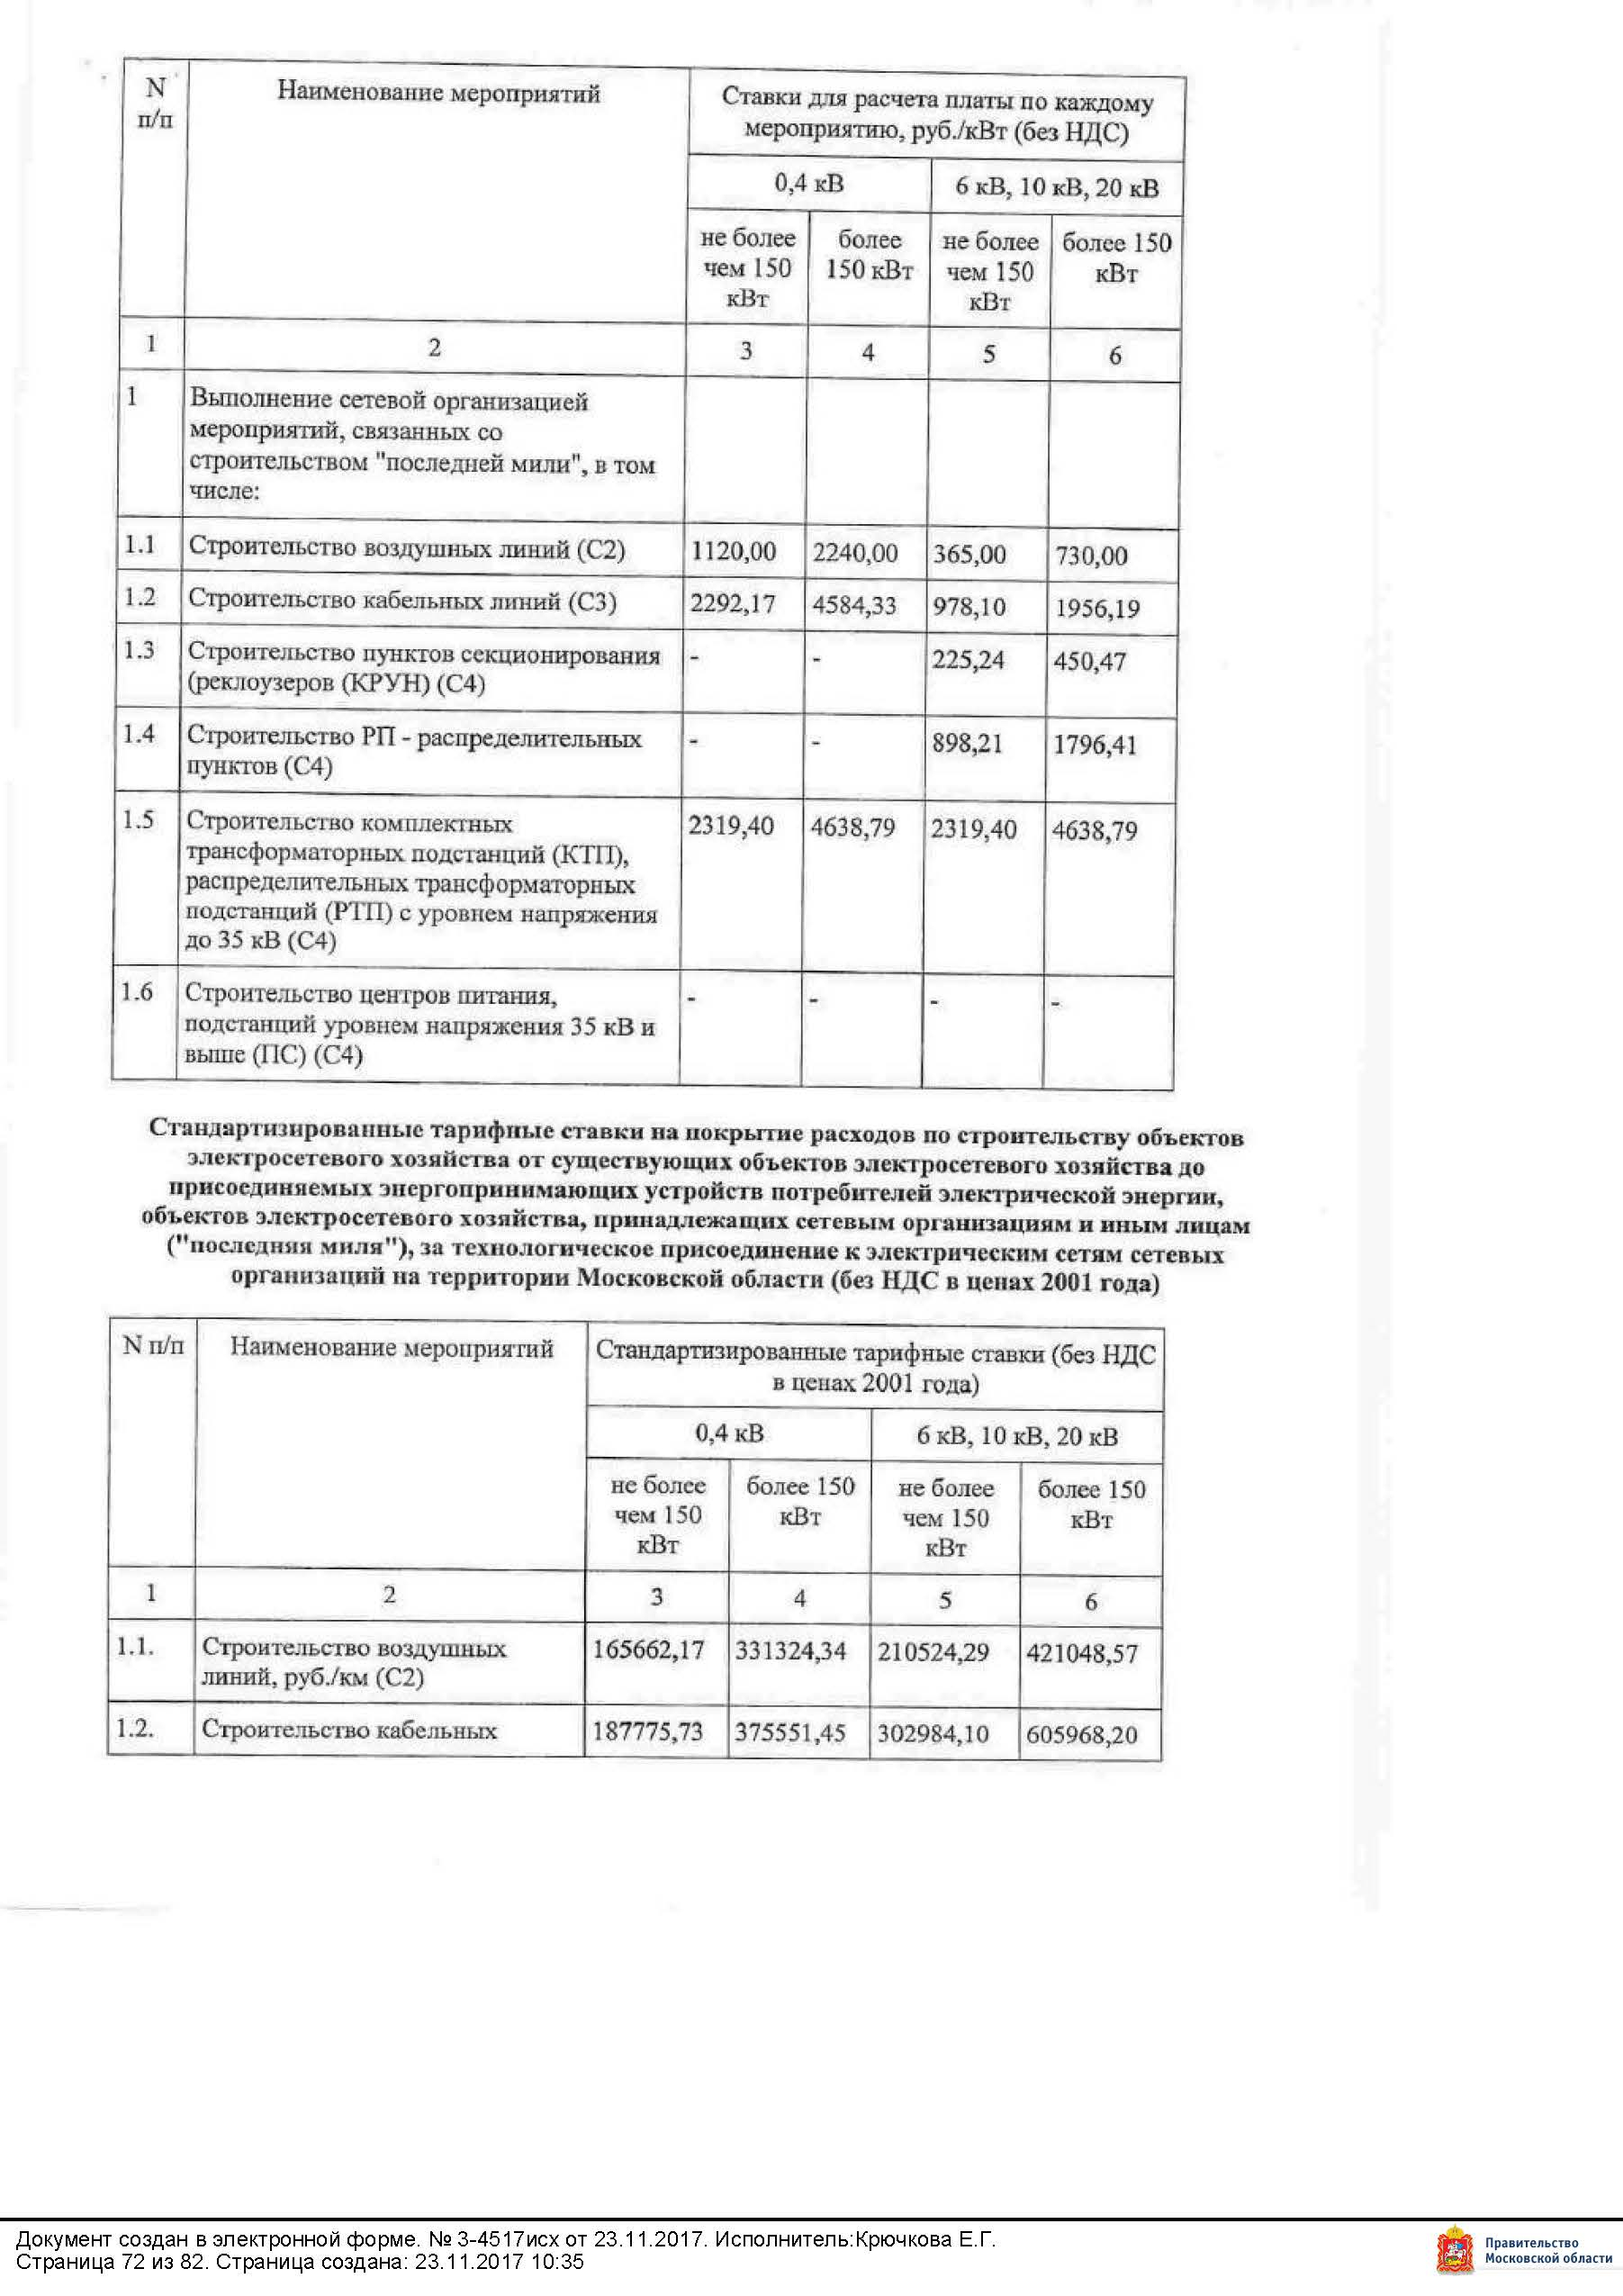 N
п/п
Наименование мероприятий
Ставки для расчета платы по каждому
мероприятию, руб./кВт (без НДС)
0,4 кВ
6 кВ, 10 кВ, 20 кВ
не более
чем 150
кВт
более
150 кВт
не более
чем 150
кВт
более 150
кВт
1
2
3
4
5
6
1
Выполнение сетевой организацией
мероприятий, связанных со
строительством "последней мили", в том
числе:
1.1
Строительство воздушных линий (С2)
1120,00
2240,00
365,00
730,00
1.2
Строительство кабельных линий (С3)
2292,17
4584,33
978,10
1956,19
1.3
Строительство пунктов секционирования
(реклоузеров (КРУН) (С4)
-
-
225,24
450,47
1.4
Строительство РП - распределительных
пунктов (С4)
-
-
898,21
1796,41
1.5
Строительство комплектных
трансформаторных подстанций (КТП),
распределительных трансформаторных
подстанций (РТП) с уровнем напряжения
до 35 кВ (С4)
2319,40
4638,79
2319,40
4638,79
1.6
Строительство центров питания,
подстанций уровнем напряжения 35 кВ и
выше (ПС) (С4)
-
-
-
-
Стандартизированные тарифные ставки на покрытие расходов по строительству объектов
электросетевого хозяйства от существующих объектов электросетевого хозяйства до
присоединяемых энергопринимающих устройств потребителей электрической энергии,
объектов электросетевого хозяйства, принадлежащих сетевым организациям и иным лицам
("последняя миля"), за технологическое присоединение к электрическим сетям сетевых
организаций на территории Московской области (без НДС в ценах 2001 года)
N п/п
Наименование мероприятий
Стандартизированные тарифные ставки (без НДС
в ценах 2001 года)
0,4 кВ
6 кВ, 10 кВ, 20 кВ
не более
чем 150
кВт
более 150
кВт
не более
чем 150
кВт
более 150
кВт
1
2
3
4
5
6
1.1.
Строительство воздушных
линий, руб./км (С2)
165662,17
331324,34
210524,29
421048,57
1.2.
Строительство кабельных
187775,73
375551,45
302984,10
605968,20
Документ создан в электронной форме. № 3-4517исх от 23.11.2017. Исполнитель:Крючкова Е.Г.
Страница 72 из 82. Страница создана: 23.11.2017 10:35
Правительство
Московской области